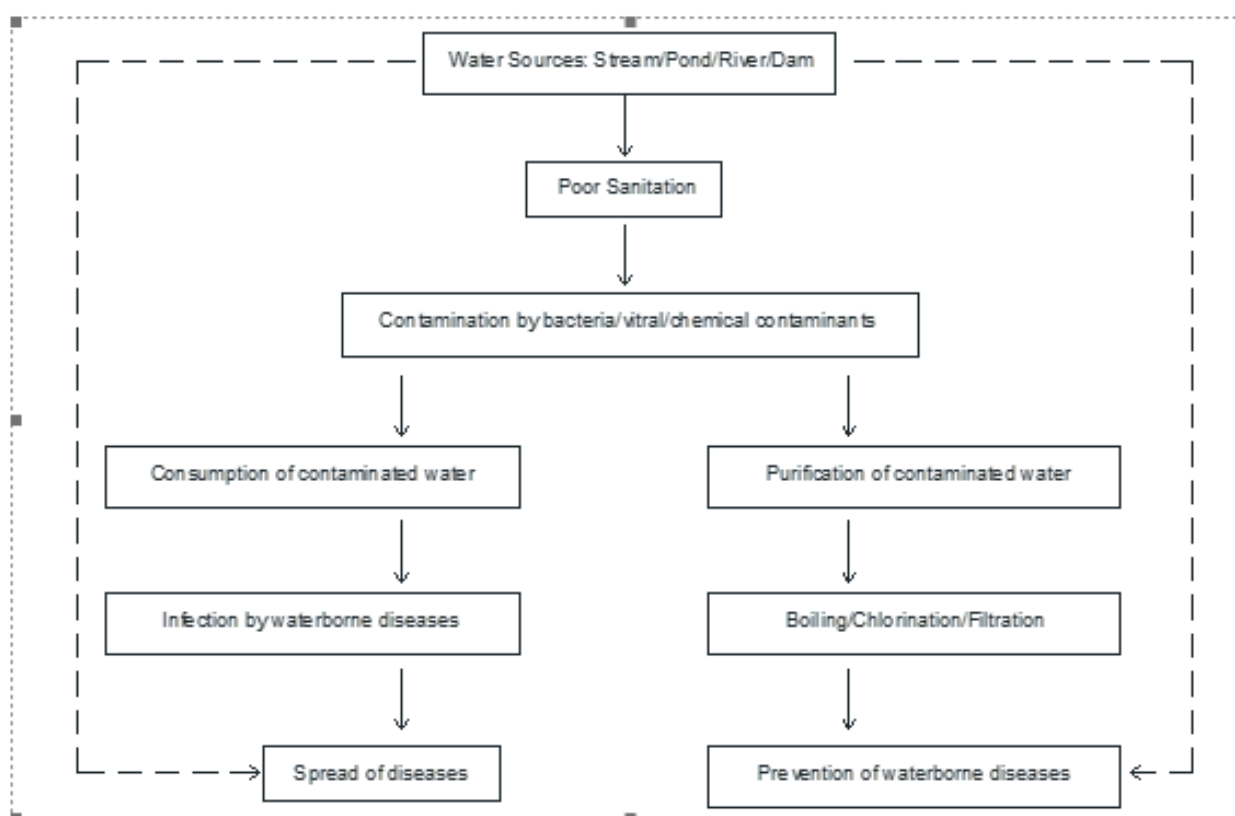 Water Sources: Stream/Pond/River/Dam
Poor Sanitation
Contamination by bacteria/vitral/chemical contaminants
Consumption of contaminated water
Purification of contaminated water
Infection by waterborne diseases
Boiling/Chlorination/Filtration
Spread of diseases
Prevention of waterborne diseases